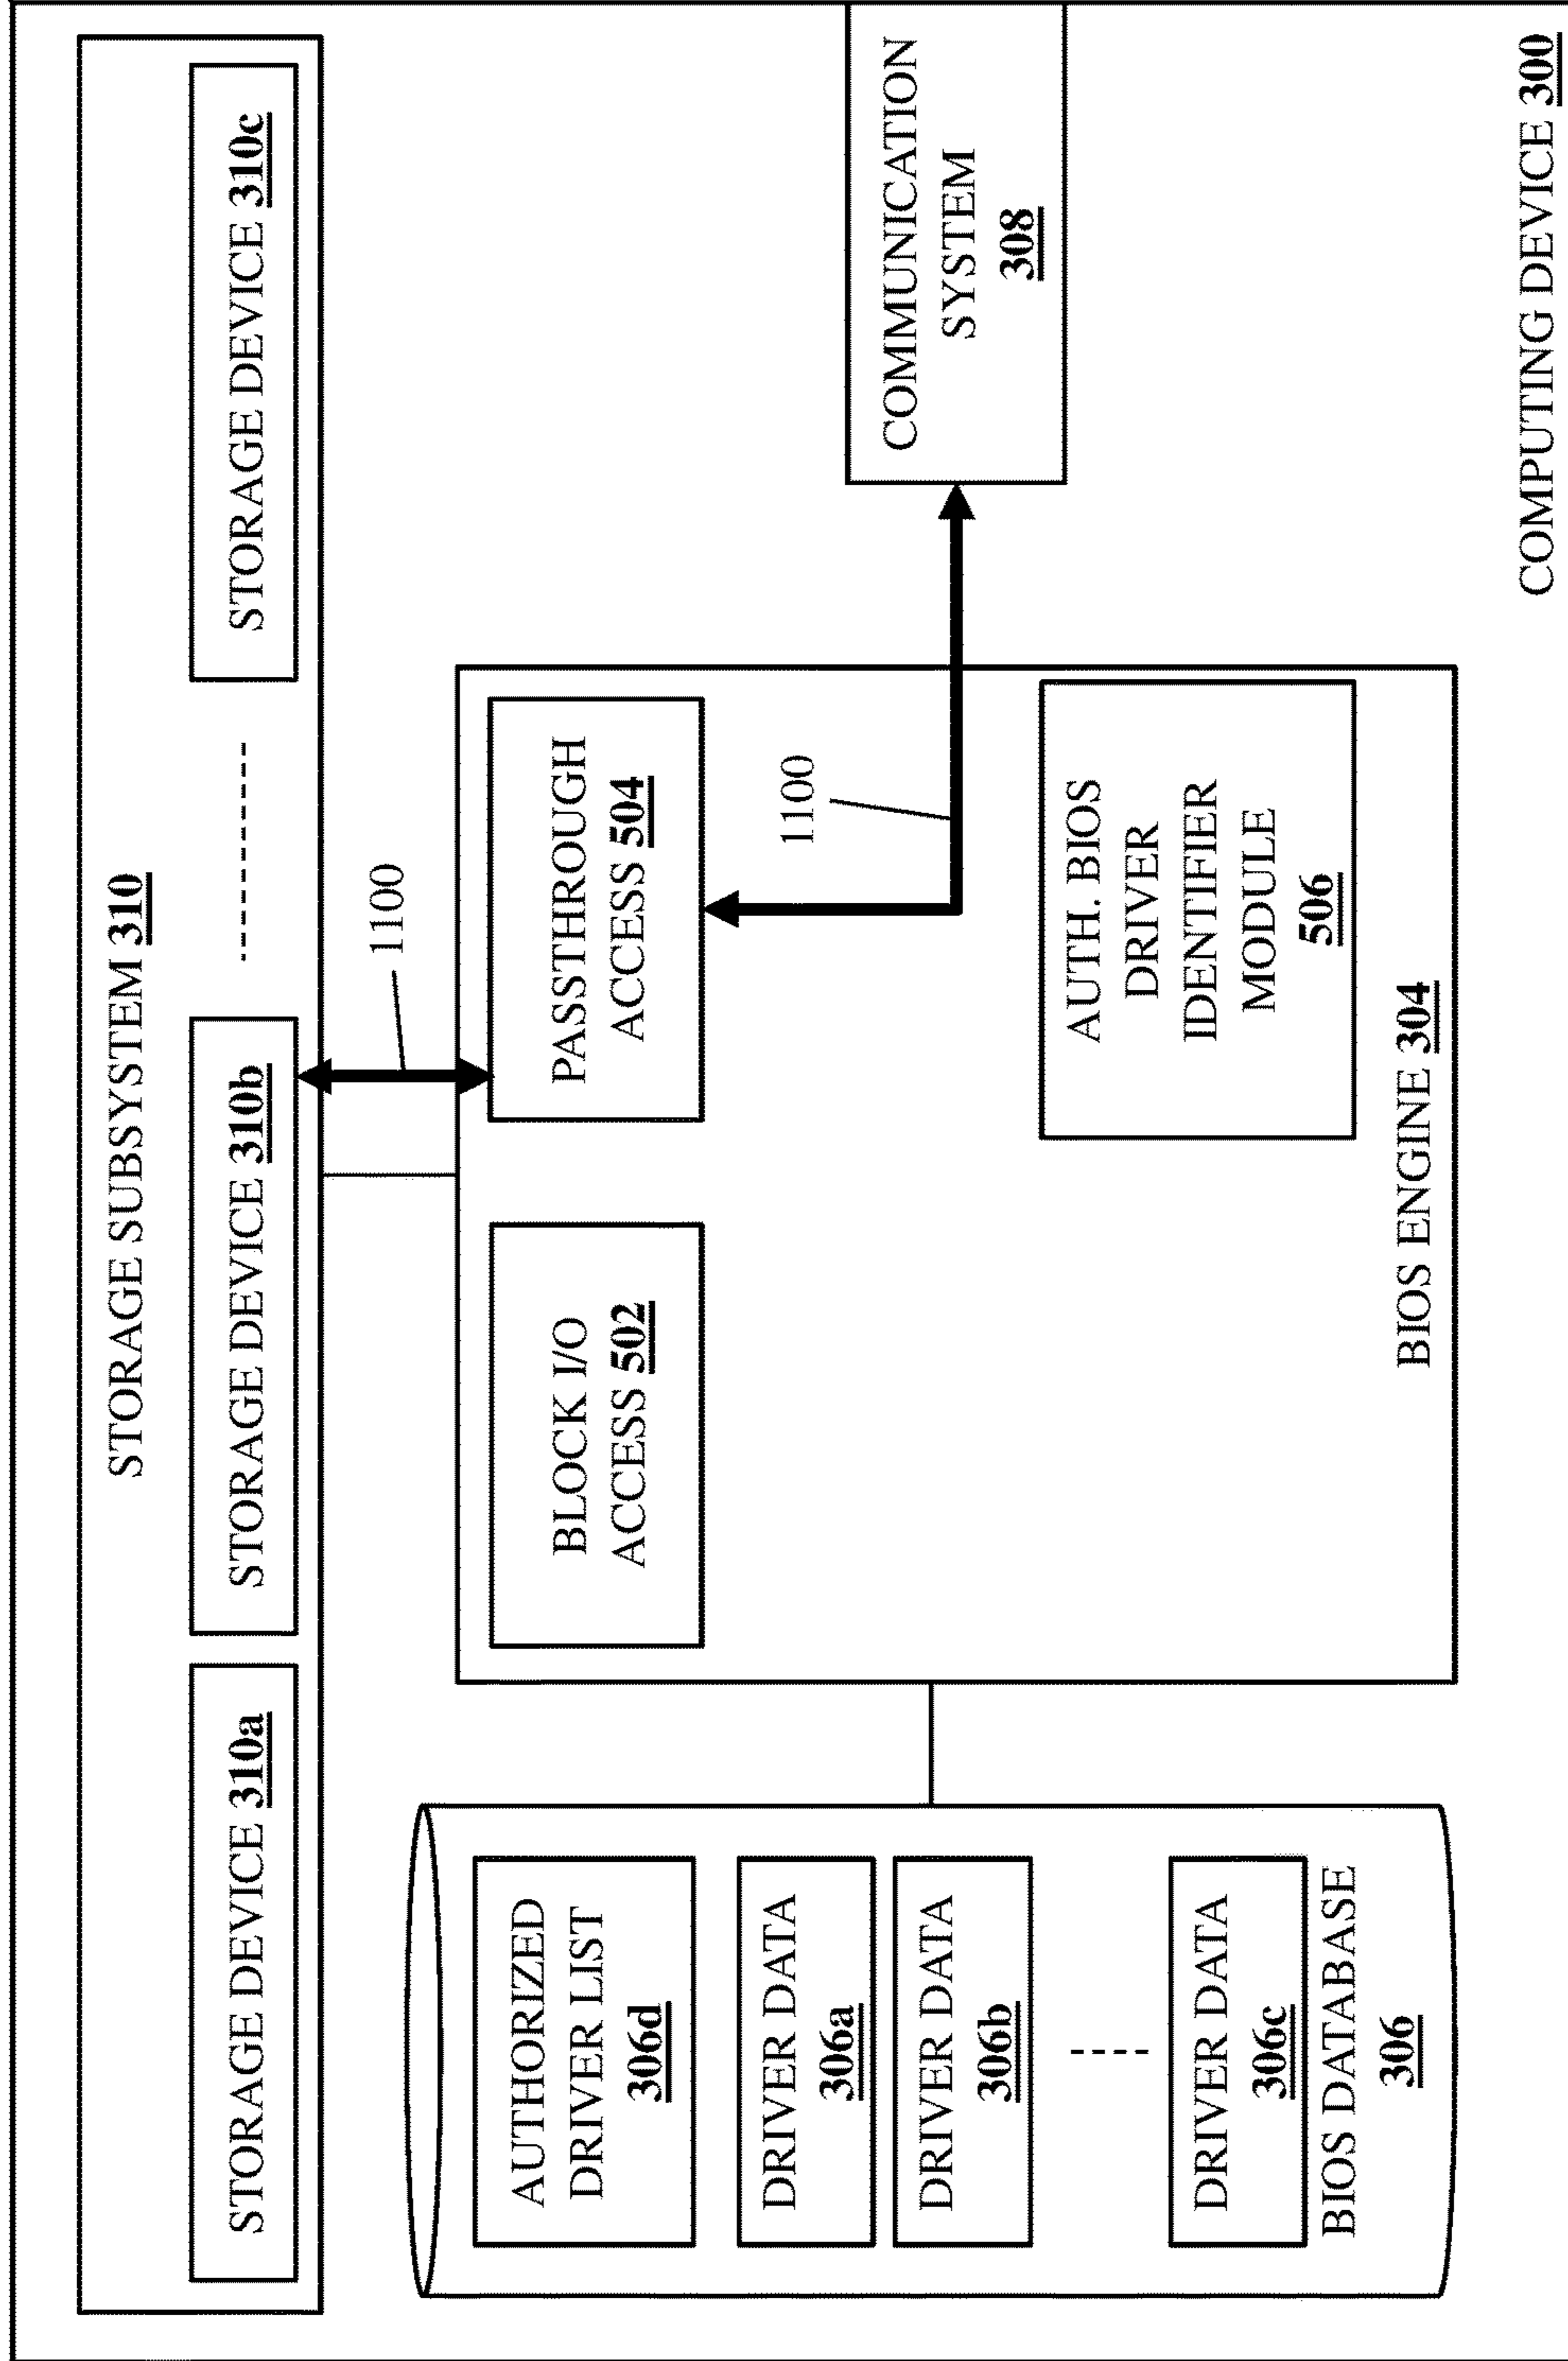 STORAGE SUBSYSTEM 310
STORAGE DEVICE 310a
STORAGE DEVICE 310b
STORAGE DEVICE 310c
1100
AUTHORIZED
DRIVER LIST
306d
DRIVER DATA
306a
DRIVER DATA
306b
DRIVER DATA
306c
BIOS DATABASE
306
BLOCK I/O
ACCESS 502
PASSTHROUGH
ACCESS 504
1100
AUTH. BIOS
DRIVER
IDENTIFIER
MODULE
506
BIOS ENGINE 304
COMMUNICATION
SYSTEM
308
COMPUTING DEVICE 300